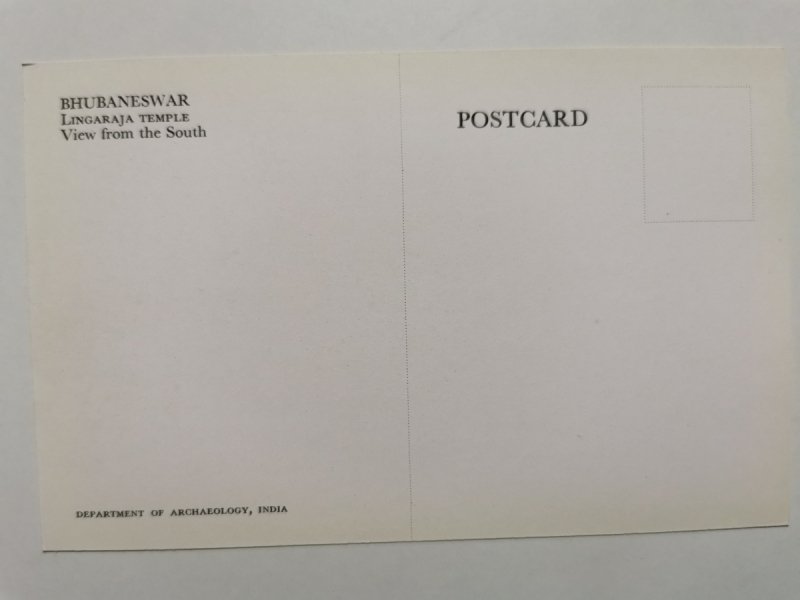 BHUBANESWAR
LINGARAJA TEMPLE
View from the South
POSTCARD
DEPARTMENT OF ARCHAEOLOGY, INDIA